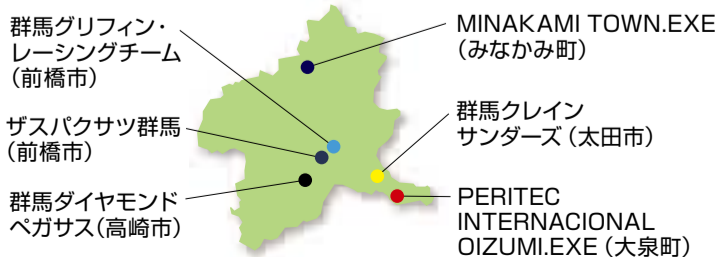 群馬グリフィン・
レーシングチーム
(前橋市)
ザスパクサツ群馬
(前橋市)
群馬ダイヤモンド
ペガサス(高崎市)
MINAKAMI TOWN.EXE
(みなかみ町)
群馬クレイン
サンダーズ(太田市)
PERITEC
INTERNACIONAL
OIZUMI.EXE(大泉町)